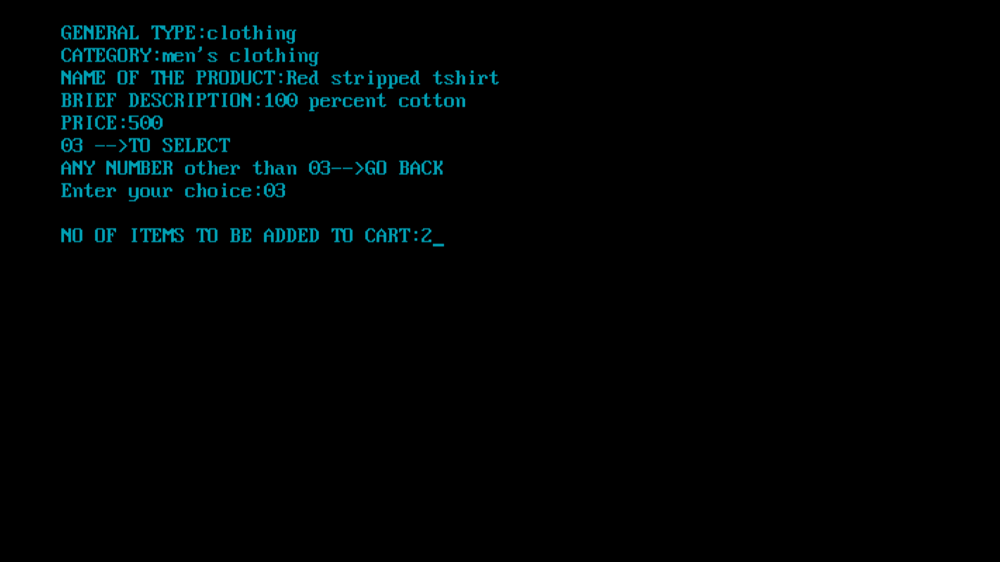 GENERAL TYPE:clothing
CATEGORY:men's clothing
NAME OF THE PRODUCT:Red stripped tshirt
BRIEF DESCRIPTION:100 percent cotton
PRICE:500
03 -->TO SELECT
ANY NUMBER other than 03-->GO BACK
Enter your choice:03
NO OF ITEMS TO BE ADDED TO CART:2_